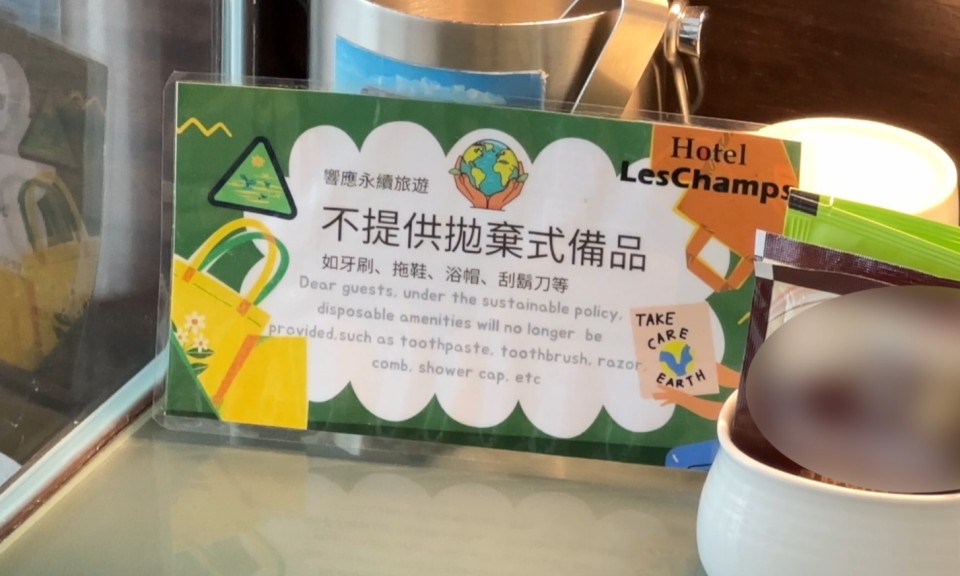 Hotel
LesChamps
響應永續旅遊
不提供拋棄式備品
如牙刷、拖鞋、浴帽、刮鬍刀等
Dear guests, under the sustainable policy,
disposable amenities will no longer be
provided,such as toothpaste, toothbrush, razor,
comb, shower cap, etc
TAKE
CARE
EARTH